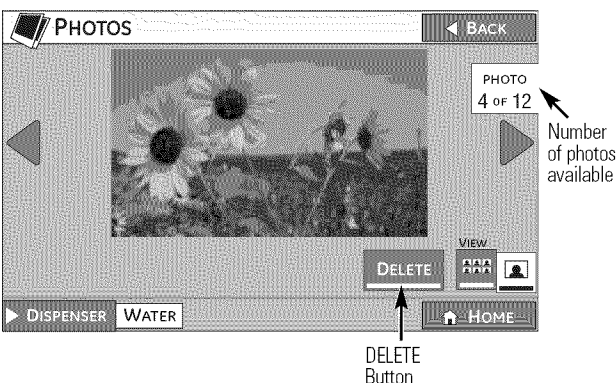 PHOTOS
BACK
PHOTO
4 OF 12
Number
of photos
available
VIEW
DELETE
DISPENSER WATER
HOME
DELETE
Button